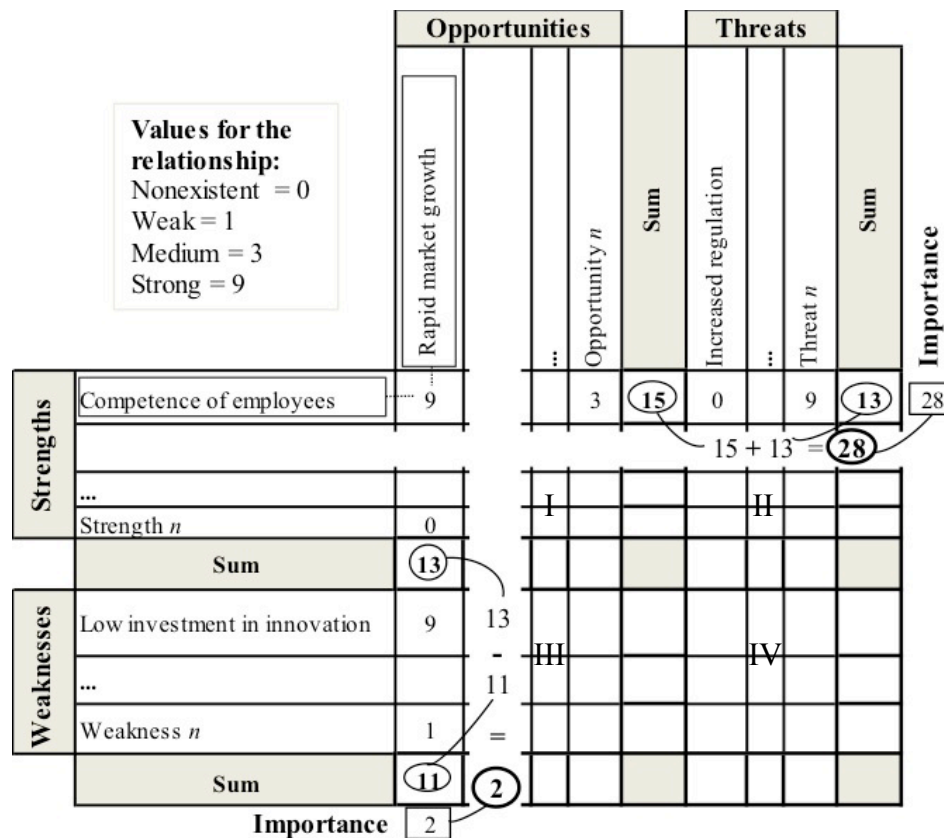 Opportunities
Threats
Values for the
relationship:
Nonexistent = 0
Weak = 1
Medium = 3
Strong = 9
Rapid market growth
...
Opportunity n
Sum
Increased regulation
...
Threat n
Sum
Importance
Strengths
Competence of employees 9 3 15 0 9 13 28
15 + 13 = 28
...
I II
Strength n 0
Sum 13
Weaknesses
Low investment in innovation 9 13
-
III IV
... 11
Weakness n 1 =
Sum 11 2
Importance 2